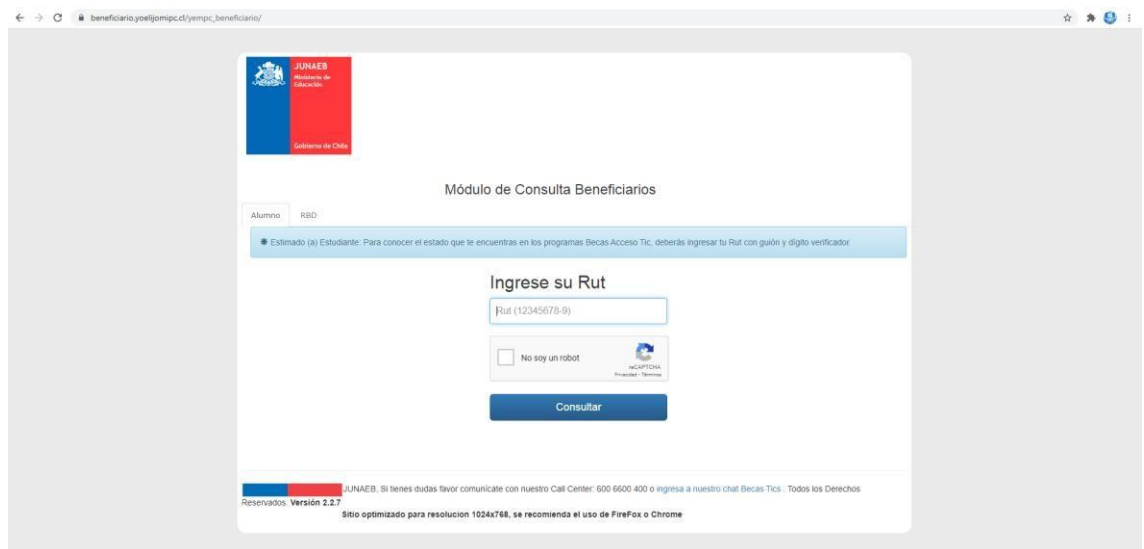 beneficiario.yoelijomipc.cl/yempc_beneficiario/
JUNAEB
Ministerio de
Educación
Gobierno de Chile
Módulo de Consulta Beneficiarios
Alumno RBD
Estimado (a) Estudiante: Para conocer el estado que te encuentras en los programas Becas Acceso Tic, deberás ingresar tu Rut con guión y dígito verificador.
Ingrese su Rut
Rut (12345678-9)
No soy un robot
reCAPTCHA
Privacidad - Términos
Consultar
JUNAEB, Si tienes dudas favor comunícate con nuestro Call Center: 600 6600 400 o ingresa a nuestro chat Becas Tics . Todos los Derechos
Reservados. Versión 2.2.7
Sitio optimizado para resolucion 1024x768, se recomienda el uso de FireFox o Chrome